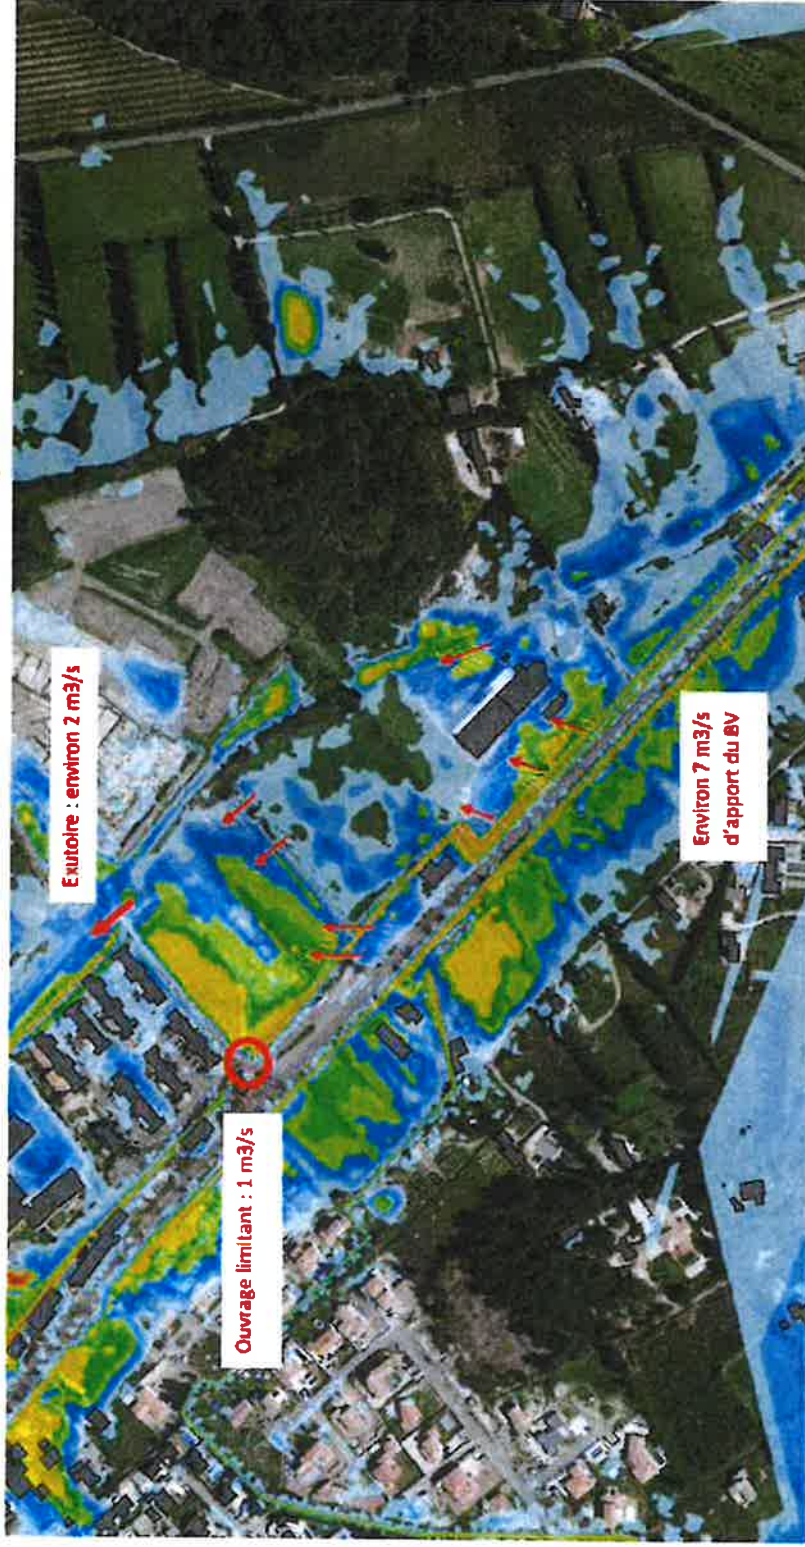 Exutoire : environ 2 m3/s
Ouvrage limitant : 1 m3/s
Environ 7 m3/s
d'apport du BV